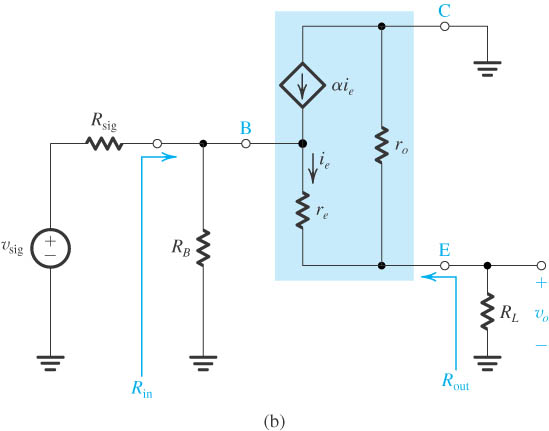 C
αi_e
R_sig
B
i_e
r_o
r_e
v_sig
+
−
R_B
E
+
R_L
v_o
−
R_in
R_out
(b)